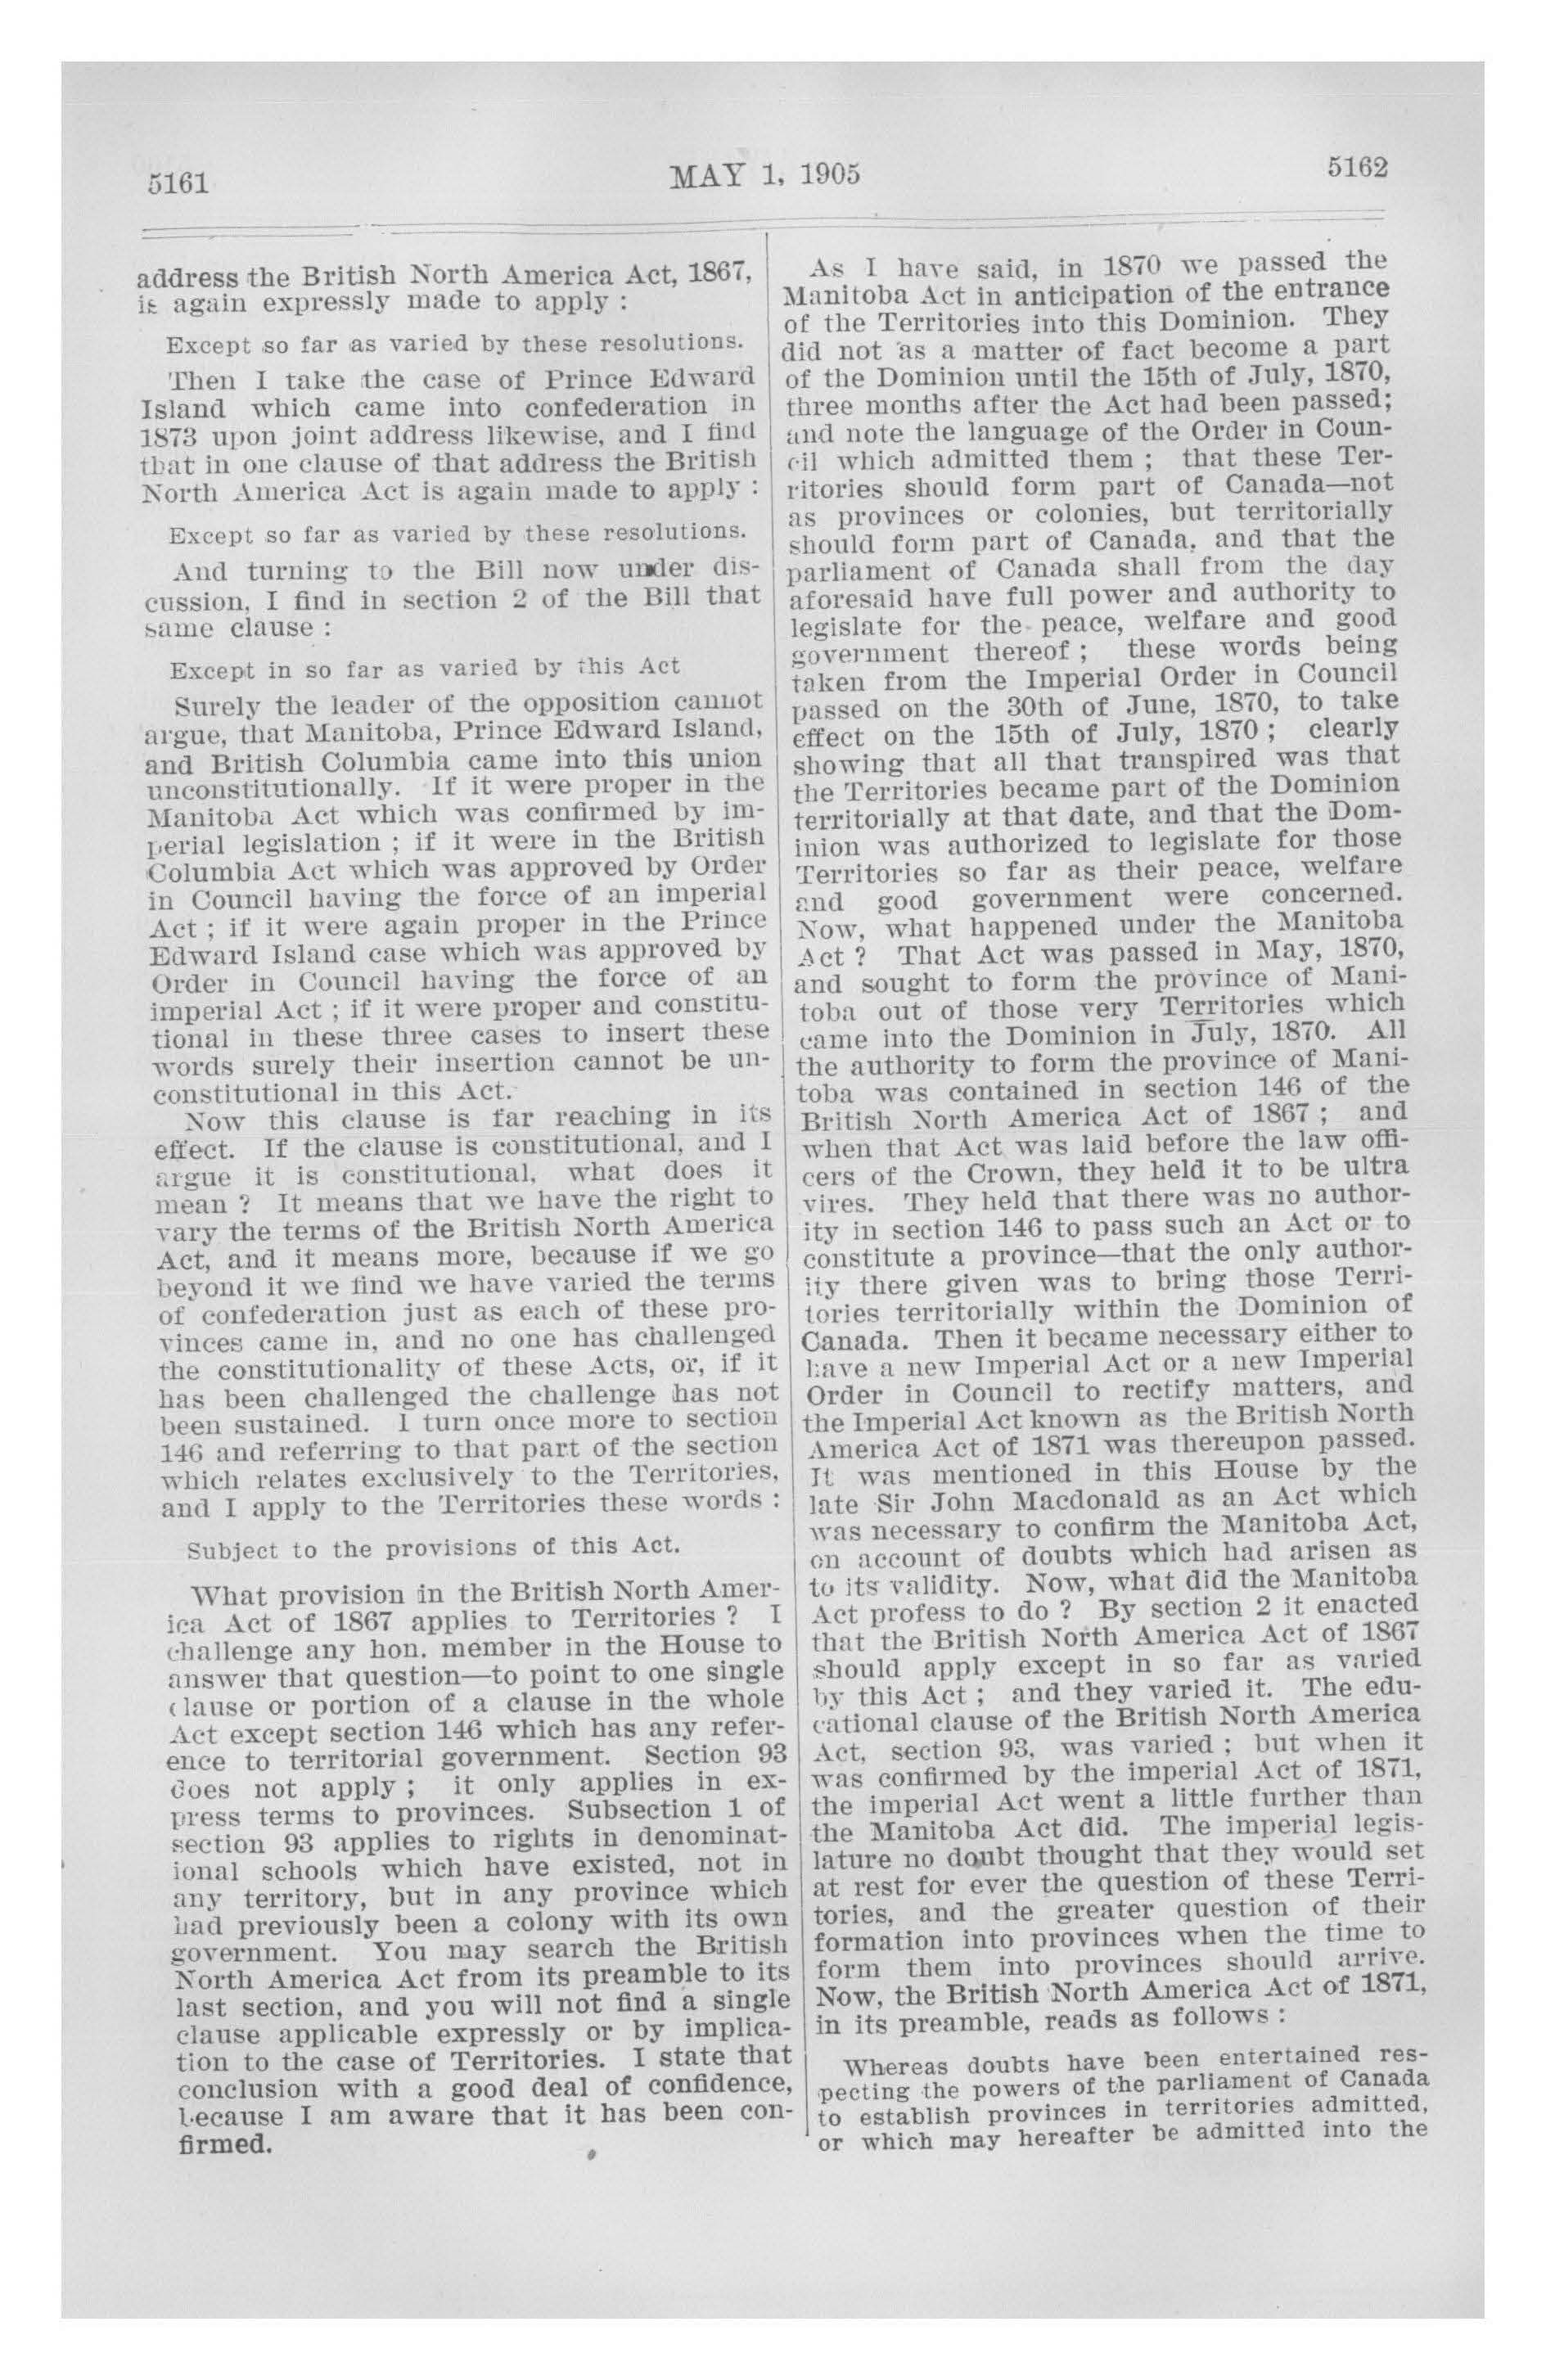 5161
MAY 1, 1905
5162
address the British North America Act, 1867,
is again expressly made to apply :
Except so far as varied by these resolutions.
Then I take the case of Prince Edward
Island which came into confederation in
1873 upon joint address likewise, and I find
that in one clause of that address the British
North America Act is again made to apply :
Except so far as varied by these resolutions.
And turning to the Bill now under dis-
cussion, I find in section 2 of the Bill that
same clause :
Except in so far as varied by this Act
Surely the leader of the opposition cannot
argue, that Manitoba, Prince Edward Island,
and British Columbia came into this union
unconstitutionally. If it were proper in the
Manitoba Act which was confirmed by im-
perial legislation ; if it were in the British
Columbia Act which was approved by Order
in Council having the force of an imperial
Act ; if it were again proper in the Prince
Edward Island case which was approved by
Order in Council having the force of an
imperial Act ; if it were proper and constitu-
tional in these three cases to insert these
words surely their insertion cannot be un-
constitutional in this Act.
Now this clause is far reaching in its
effect. If the clause is constitutional, and I
argue it is constitutional, what does it
mean ? It means that we have the right to
vary the terms of the British North America
Act, and it means more, because if we go
beyond it we find we have varied the terms
of confederation just as each of these pro-
vinces came in, and no one has challenged
the constitutionality of these Acts, or, if it
has been challenged the challenge has not
been sustained. I turn once more to section
146 and referring to that part of the section
which relates exclusively to the Territories,
and I apply to the Territories these words :
Subject to the provisions of this Act.
What provision in the British North Amer-
ica Act of 1867 applies to Territories ? I
challenge any hon. member in the House to
answer that question—to point to one single
clause or portion of a clause in the whole
Act except section 146 which has any refer-
ence to territorial government. Section 93
does not apply ; it only applies in ex-
press terms to provinces. Subsection 1 of
section 93 applies to rights in denominat-
ional schools which have existed, not in
any territory, but in any province which
had previously been a colony with its own
government. You may search the British
North America Act from its preamble to its
last section, and you will not find a single
clause applicable expressly or by implica-
tion to the case of Territories. I state that
conclusion with a good deal of confidence,
because I am aware that it has been con-
firmed.
As I have said, in 1870 we passed the
Manitoba Act in anticipation of the entrance
of the Territories into this Dominion. They
did not as a matter of fact become a part
of the Dominion until the 15th of July, 1870,
three months after the Act had been passed;
and note the language of the Order in Coun-
cil which admitted them ; that these Ter-
ritories should form part of Canada—not
as provinces or colonies, but territorially
should form part of Canada, and that the
parliament of Canada shall from the day
aforesaid have full power and authority to
legislate for the peace, welfare and good
government thereof ; these words being
taken from the Imperial Order in Council
passed on the 30th of June, 1870, to take
effect on the 15th of July, 1870 ; clearly
showing that all that transpired was that
the Territories became part of the Dominion
territorially at that date, and that the Dom-
inion was authorized to legislate for those
Territories so far as their peace, welfare
and good government were concerned.
Now, what happened under the Manitoba
Act ? That Act was passed in May, 1870,
and sought to form the province of Mani-
toba out of those very Territories which
came into the Dominion in July, 1870. All
the authority to form the province of Mani-
toba was contained in section 146 of the
British North America Act of 1867 ; and
when that Act was laid before the law offi-
cers of the Crown, they held it to be ultra
vires. They held that there was no author-
ity in section 146 to pass such an Act or to
constitute a province—that the only author-
ity there given was to bring those Terri-
tories territorially within the Dominion of
Canada. Then it became necessary either to
have a new Imperial Act or a new Imperial
Order in Council to rectify matters, and
the Imperial Act known as the British North
America Act of 1871 was thereupon passed.
It was mentioned in this House by the
late Sir John Macdonald as an Act which
was necessary to confirm the Manitoba Act,
on account of doubts which had arisen as
to its validity. Now, what did the Manitoba
Act profess to do ? By section 2 it enacted
that the British North America Act of 1867
should apply except in so far as varied
by this Act ; and they varied it. The edu-
cational clause of the British North America
Act, section 93, was varied ; but when it
was confirmed by the imperial Act of 1871,
the imperial Act went a little further than
the Manitoba Act did. The imperial legis-
lature no doubt thought that they would set
at rest for ever the question of these Terri-
tories, and the greater question of their
formation into provinces when the time to
form them into provinces should arrive.
Now, the British North America Act of 1871,
in its preamble, reads as follows :
Whereas doubts have been entertained res-
pecting the powers of the parliament of Canada
to establish provinces in territories admitted,
or which may hereafter be admitted into the